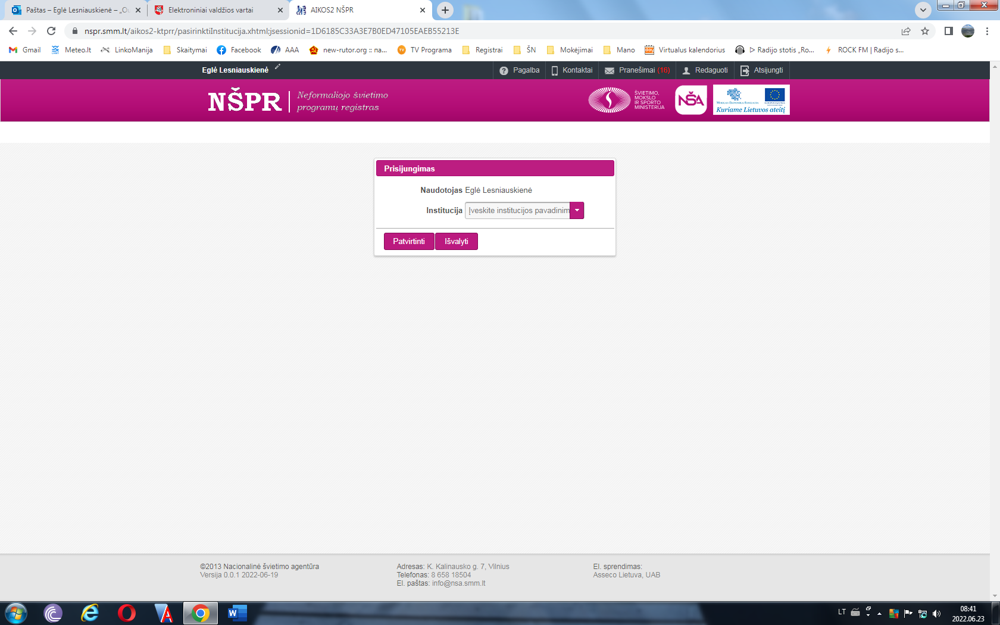 Paštas – Eglė Lesniauskienė – „Ou
Elektroniniai valdžios vartai
AIKOS2 NŠPR
nspr.smm.lt/aikos2-ktprr/pasirinktiInstitucija.xhtml;jsessionid=1D6185C33A3E7B0ED47105EAEB55213E
Gmail
Meteo.lt
LinkoManija
Skaitymai
Facebook
AAA
new-rutor.org :: па...
TV Programa
Registrai
ŠN
Mokėjimai
Mano
Virtualus kalendorius
▷ Radijo stotis „Ro...
ROCK FM | Radijo s...
Eglė Lesniauskienė
Pagalba
Kontaktai
Pranešimai (16)
Redaguoti
Atsijungti
NŠPR
Neformaliojo švietimo
programų registras
ŠVIETIMO,
MOKSLO
IR SPORTO
MINISTERIJA
NŠA
Kuriame Lietuvos ateitį
Prisijungimas
Naudotojas Eglė Lesniauskienė
Institucija Įveskite institucijos pavadinim
Patvirtinti
Išvalyti
©2013 Nacionalinė švietimo agentūra
Versija 0.0.1 2022-06-19
Adresas: K. Kalinausko g. 7, Vilnius
Telefonas: 8 658 18504
El. paštas: info@nsa.smm.lt
El. sprendimas:
Asseco Lietuva, UAB
LT
08:41
2022.06.23